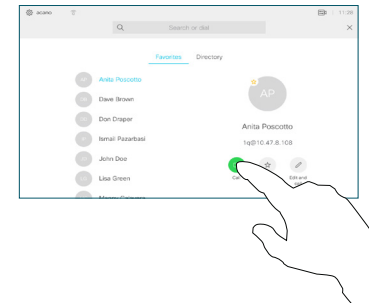 acano
11:39
Search or dial
Favorites Directory
AP Anita Poscotto
Dave Brown
Don Draper
Ismail Pazarbasi
John Doe
Lisa Green
AP
Anita Poscotto
1q@10.47.8.108
Edit and